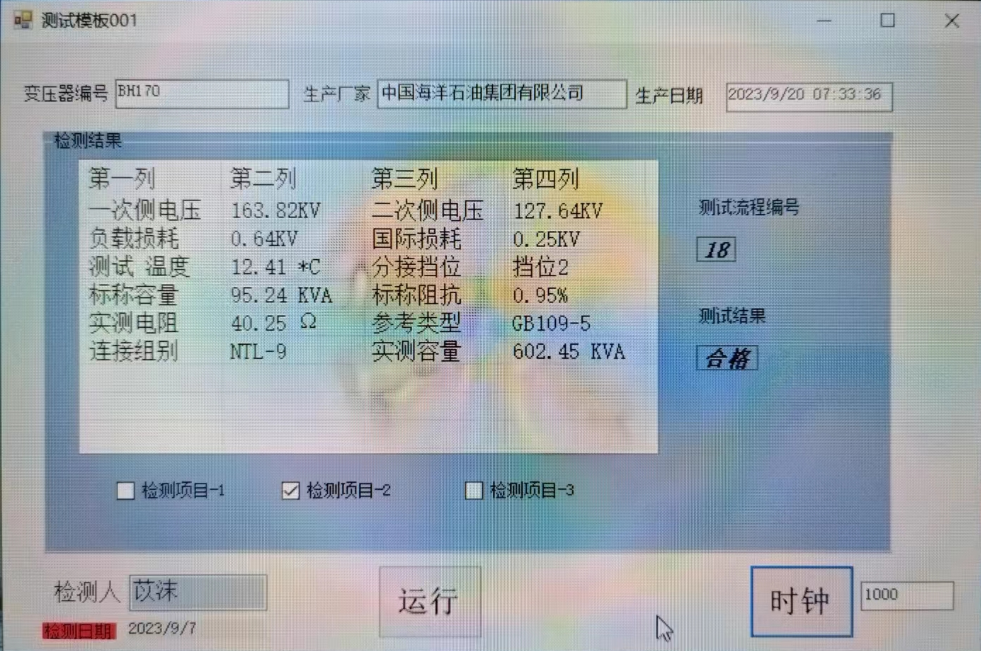 测试模板001
变压器编号 BH170 生产厂家 中国海洋石油集团有限公司 生产日期 2023/9/20 07:33:36
检测结果
第一列 第二列 第三列 第四列
一次侧电压 163.82KV 二次侧电压 127.64KV
负载损耗 0.64KV 国际损耗 0.25KV
测试 温度 12.41 *C 分接挡位 挡位2
标称容量 95.24 KVA 标称阻抗 0.95%
实测电阻 40.25 Ω 参考类型 GB109-5
连接组别 NTL-9 实测容量 602.45 KVA
测试流程编号
18
测试结果
合格
检测项目-1 检测项目-2 检测项目-3
检测人 苡沫 运行 时钟 1000
检测日期 2023/9/7